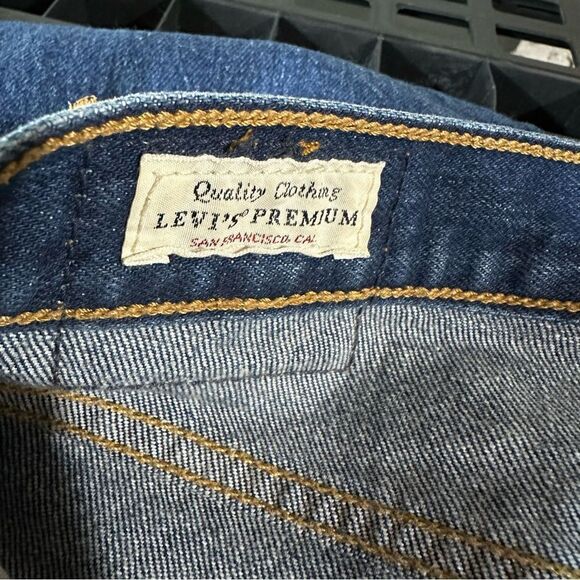 Quality Clothing
LEVI'S® PREMIUM
SAN FRANCISCO, CAL.